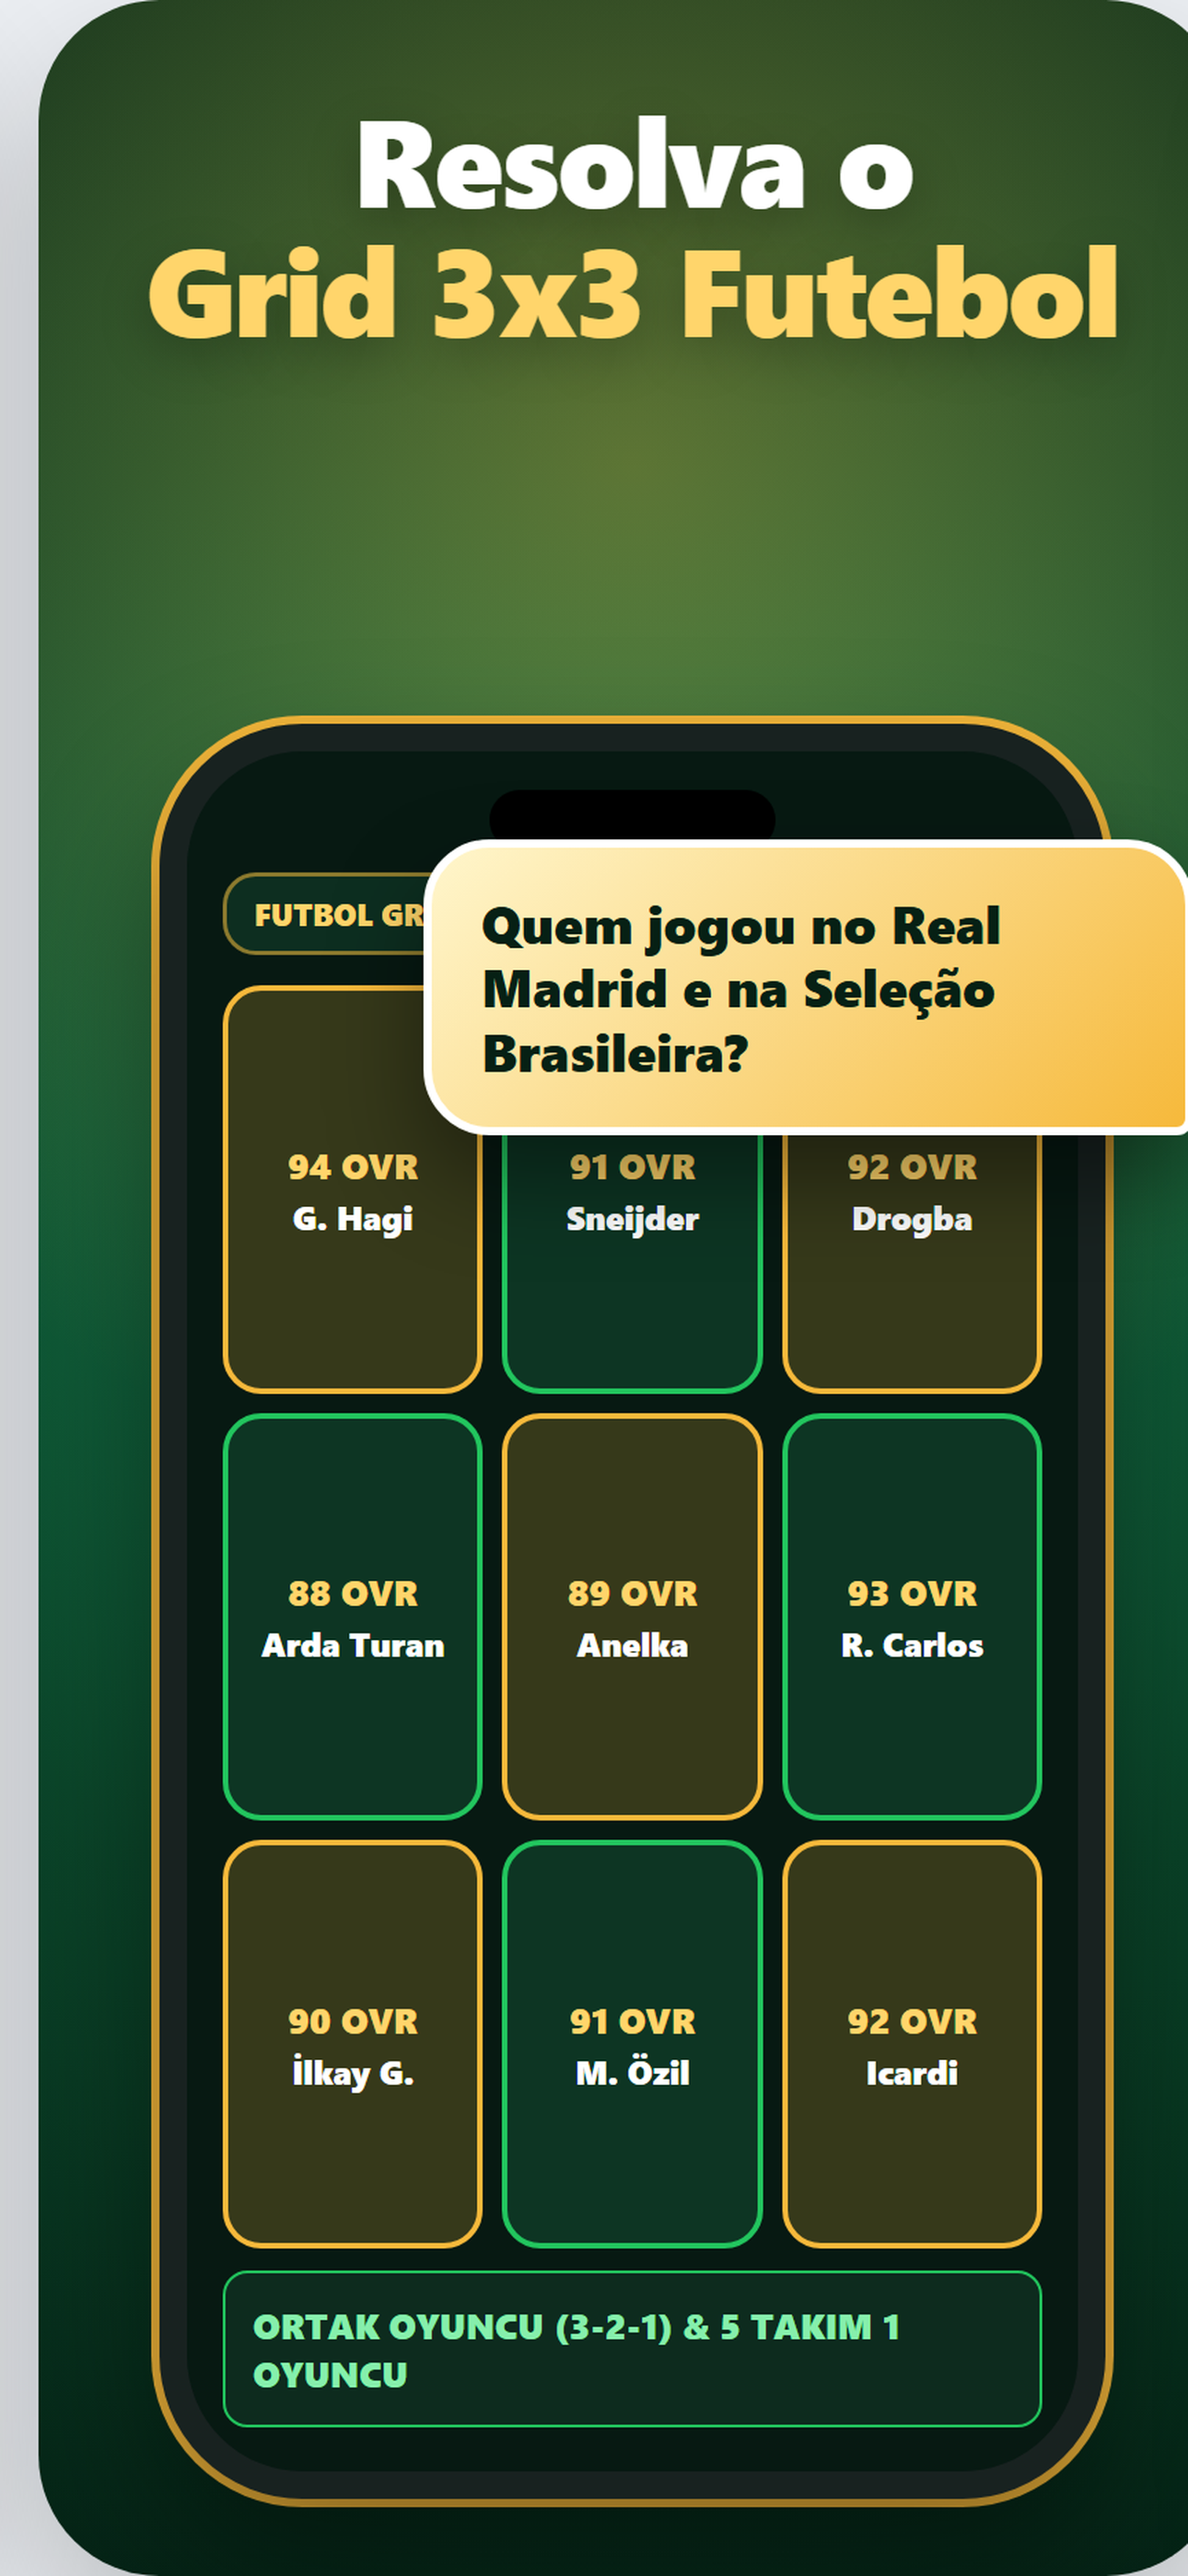 Resolva o
Grid 3x3 Futebol
FUTBOL
Quem jogou no Real
Madrid e na Seleção
Brasileira?
94 OVR
G. Hagi
91 OVR
Sneijder
92 OVR
Drogba
88 OVR
Arda Turan
89 OVR
Anelka
93 OVR
R. Carlos
90 OVR
İlkay G.
91 OVR
M. Özil
92 OVR
Icardi
ORTAK OYUNCU (3-2-1) & 5 TAKIM 1
OYUNCU